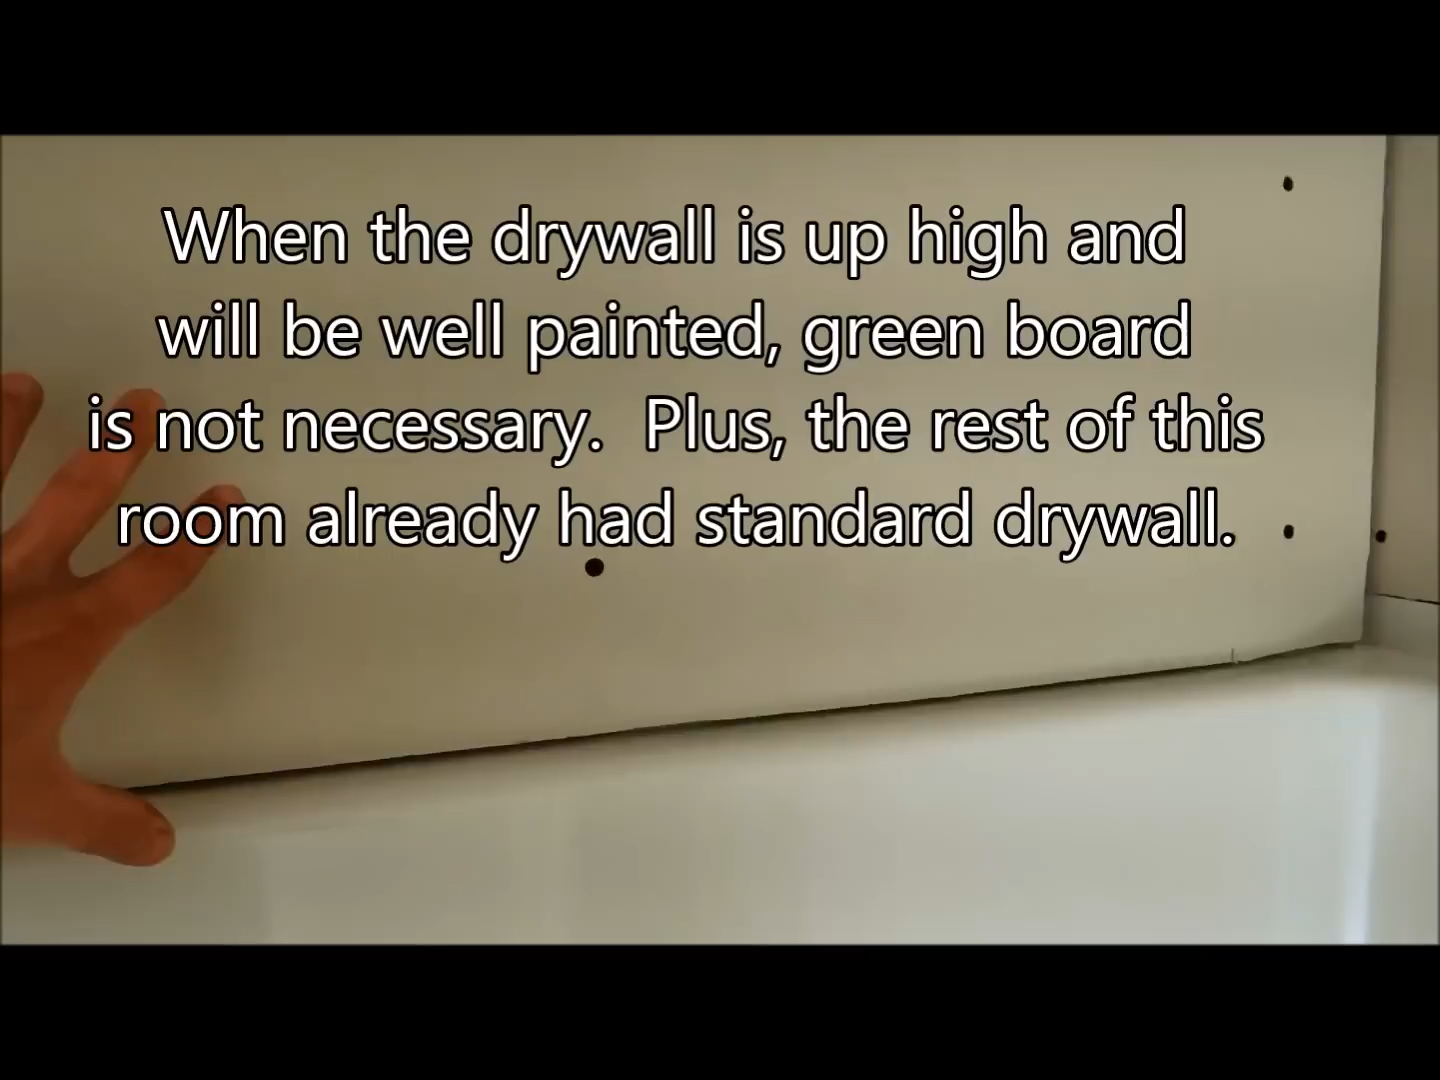 When the drywall is up high and
will be well painted, green board
is not necessary.  Plus, the rest of this
room already had standard drywall.